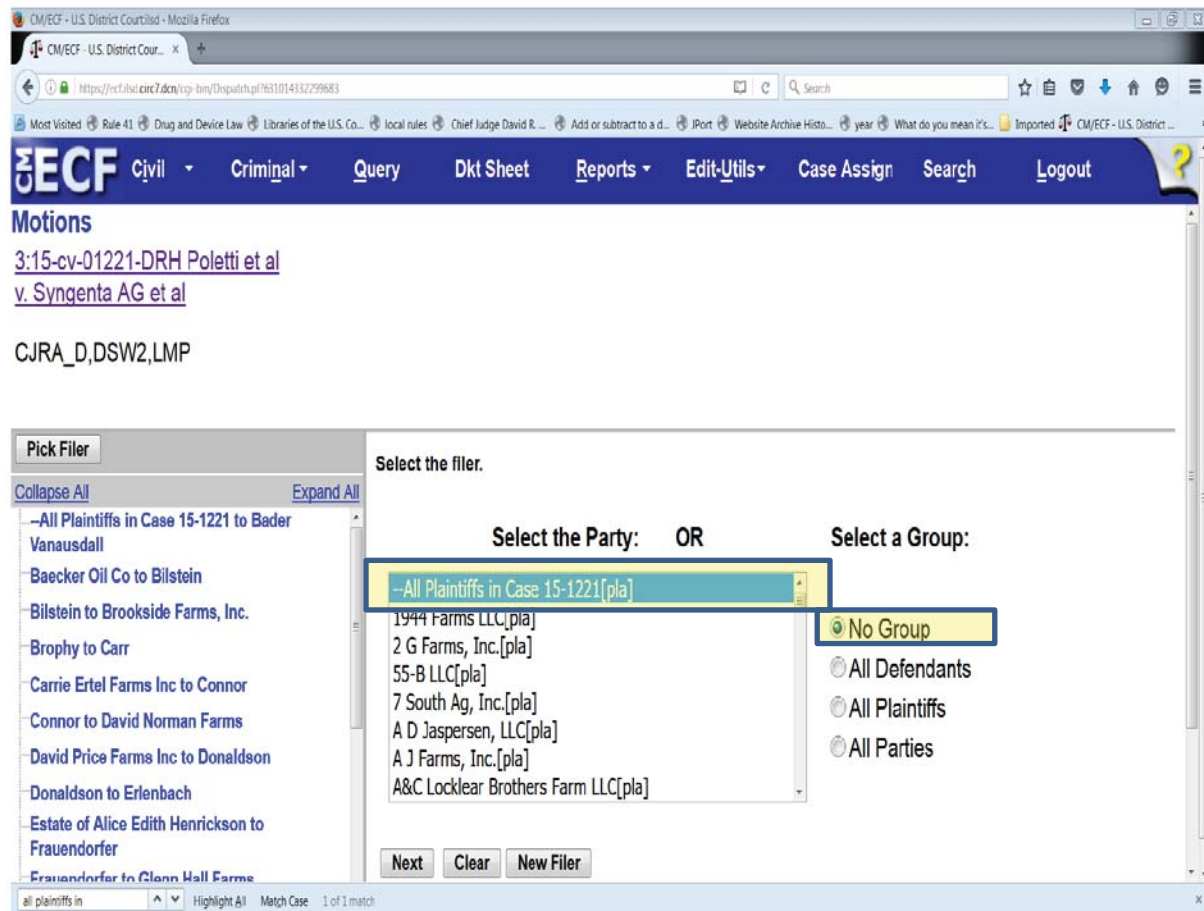 CM/ECF - U.S. District Court:ilsd - Mozilla Firefox
CM/ECF - U.S. District Cour... x +
https://ecf.ilsd.circ7.dcn/cgi-bin/Dispatch.pl?631014332299683
Search
Most Visited Rule 41 Drug and Device Law Libraries of the U.S. Co... local rules Chief Judge David R. ... Add or subtract to a d... JPort Website Archive Histo... year What do you mean it's... Imported CM/ECF - U.S. District ...
CM ECF Civil Criminal Query Dkt Sheet Reports Edit-Utils Case Assign Search Logout ?
Motions
3:15-cv-01221-DRH Poletti et al
v. Syngenta AG et al
CJRA_D,DSW2,LMP
Pick Filer
Collapse All Expand All
--All Plaintiffs in Case 15-1221 to Bader
Vanausdall
Baecker Oil Co to Bilstein
Bilstein to Brookside Farms, Inc.
Brophy to Carr
Carrie Ertel Farms Inc to Connor
Connor to David Norman Farms
David Price Farms Inc to Donaldson
Donaldson to Erlenbach
Estate of Alice Edith Henrickson to
Frauendorfer
Frauendorfer to Glenn Hall Farms
Select the filer.
Select the Party: OR Select a Group:
--All Plaintiffs in Case 15-1221[pla]
1944 Farms LLC[pla]
2 G Farms, Inc.[pla]
55-B LLC[pla]
7 South Ag, Inc.[pla]
A D Jaspersen, LLC[pla]
A J Farms, Inc.[pla]
A&C Locklear Brothers Farm LLC[pla]
No Group
All Defendants
All Plaintiffs
All Parties
Next Clear New Filer
all plaintiffs in Highlight All Match Case 1 of 1 match